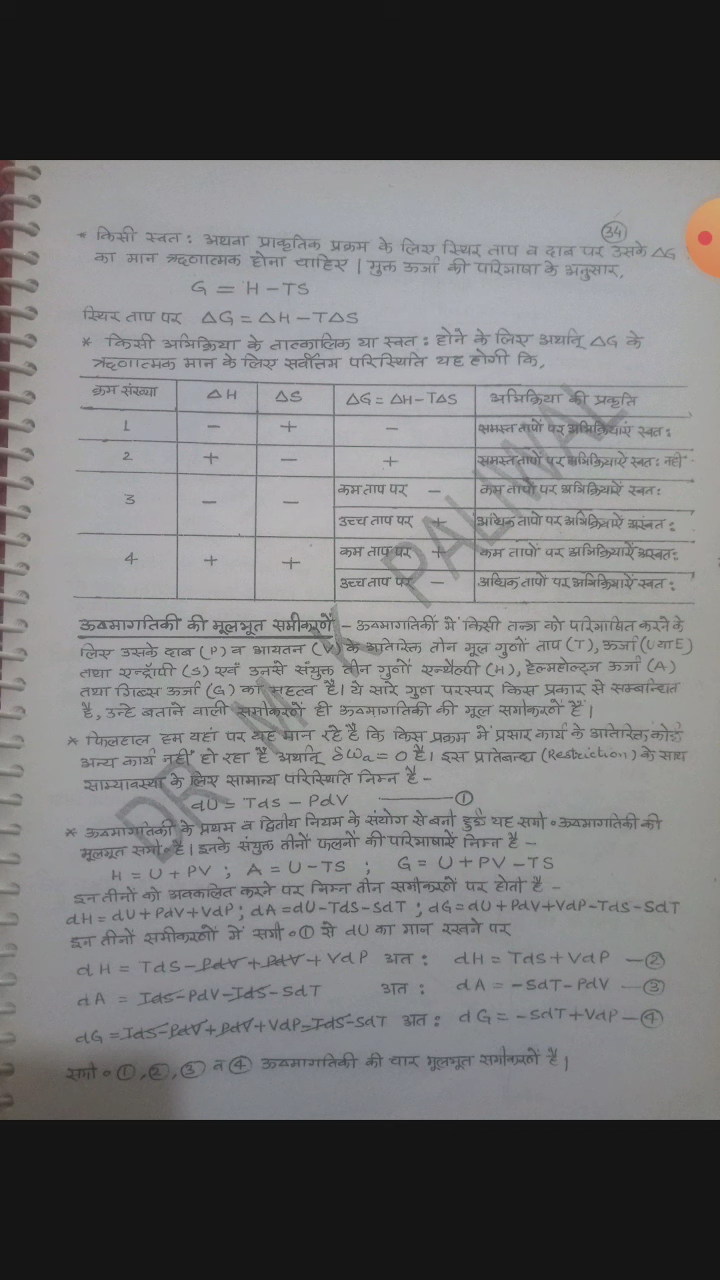 (34)
* किसी स्वत: अथवा प्राकृतिक प्रक्रम के लिए स्थिर ताप व दाब पर उसके ΔG
का मान ऋणात्मक होना चाहिए। मुक्त ऊर्जा की परिभाषा के अनुसार,
G = H-TS
स्थिर ताप पर ΔG = ΔH-TΔS
* किसी अभिक्रिया के तात्कालिक या स्वत: होने के लिए अर्थात् ΔG के
ऋणात्मक मान के लिए सर्वोत्तम परिस्थिति यह होगी कि,
क्रम संख्या ΔH ΔS ΔG = ΔH-TΔS अभिक्रिया की प्रकृति
1 - + - समस्त तापों पर अभिक्रियाएं स्वत:
2 + - + समस्त तापों पर अभिक्रियाऐं स्वत: नहीं
3 - - कम ताप पर - कम तापों पर अभिक्रियाऐं स्वत:
उच्च ताप पर + अधिक तापों पर अभिक्रियाऐं अस्वत:
4 + + कम ताप पर + कम तापों पर अभिक्रियाऐं अस्वत:
उच्च ताप पर - अधिक तापों पर अभिक्रियाऐं स्वत:
ऊष्मागतिकी की मूलभूत समीकरणें - ऊष्मागतिकी में किसी तन्त्र को परिभाषित करने के
लिए उसके दाब (P) व आयतन (V) के अतिरिक्त तीन मूल गुणों ताप (T), ऊर्जा (U या E)
तथा एन्ट्रॉपी (S) एवं उनसे संयुक्त तीन गुणों एन्थैल्पी (H), हेल्महोल्ट्ज ऊर्जा (A)
तथा गिब्स ऊर्जा (G) का महत्व है। ये सारे गुण परस्पर किस प्रकार से सम्बन्धित
है, उन्हे बताने वाली समीकरणों ही ऊष्मागतिकी की मूल समीकरणें हैं।
* फिलहाल हम यहां पर यह मान रहे है कि किस प्रक्रम में प्रसार कार्य के अतिरिक्त कोई
अन्य कार्य नहीं हो रहा है अर्थात् δWa = 0 है। इस प्रतिबन्ध (Restriction) के साथ
साम्यावस्था के लिए सामान्य परिस्थिति निम्न है -
dU = Tds - PdV ——— ①
* ऊष्मागतिकी के प्रथम व द्वितीय नियम के संयोग से बनी हुई यह समी॰ ऊष्मागतिकी की
मूलभूत समी॰ है। इनके संयुक्त तीनों फलनों की परिभाषाऐं निम्न है -
H = U + PV ; A = U-TS ; G = U + PV -TS
इन तीनों को अवकलित करने पर निम्न तीन समीकरणें पर होती है -
dH = dU + PdV + VdP ; dA = dU-Tds-SdT ; dG = dU + PdV + VdP-Tds-SdT
इन तीनों समीकरणों में समी॰ ① से dU का मान रखने पर
dH = Tds-PdV + PdV + VdP अत: dH = Tds + VdP —②
dA = Tds-PdV-Tds-SdT अत: dA = -SdT-PdV —③
dG = Tds-PdV + PdV + VdP-Tds-SdT अत: dG = -SdT + VdP —④
समी॰ ①, ②, ③ व ④ ऊष्मागतिकी की चार मूलभूत समीकरणें हैं।
DR M K PALIWAL